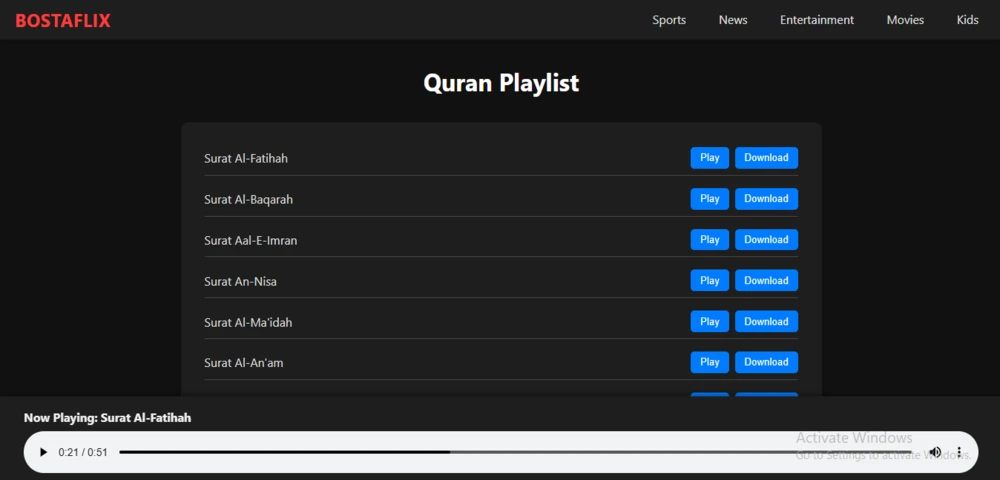 BOSTAFLIX Sports News Entertainment Movies Kids
Quran Playlist
Surat Al-Fatihah Play Download
Surat Al-Baqarah Play Download
Surat Aal-E-Imran Play Download
Surat An-Nisa Play Download
Surat Al-Ma'idah Play Download
Surat Al-An'am Play Download
Now Playing: Surat Al-Fatihah
Activate Windows
0:21 / 0:51
Go to Settings to activate Windows.